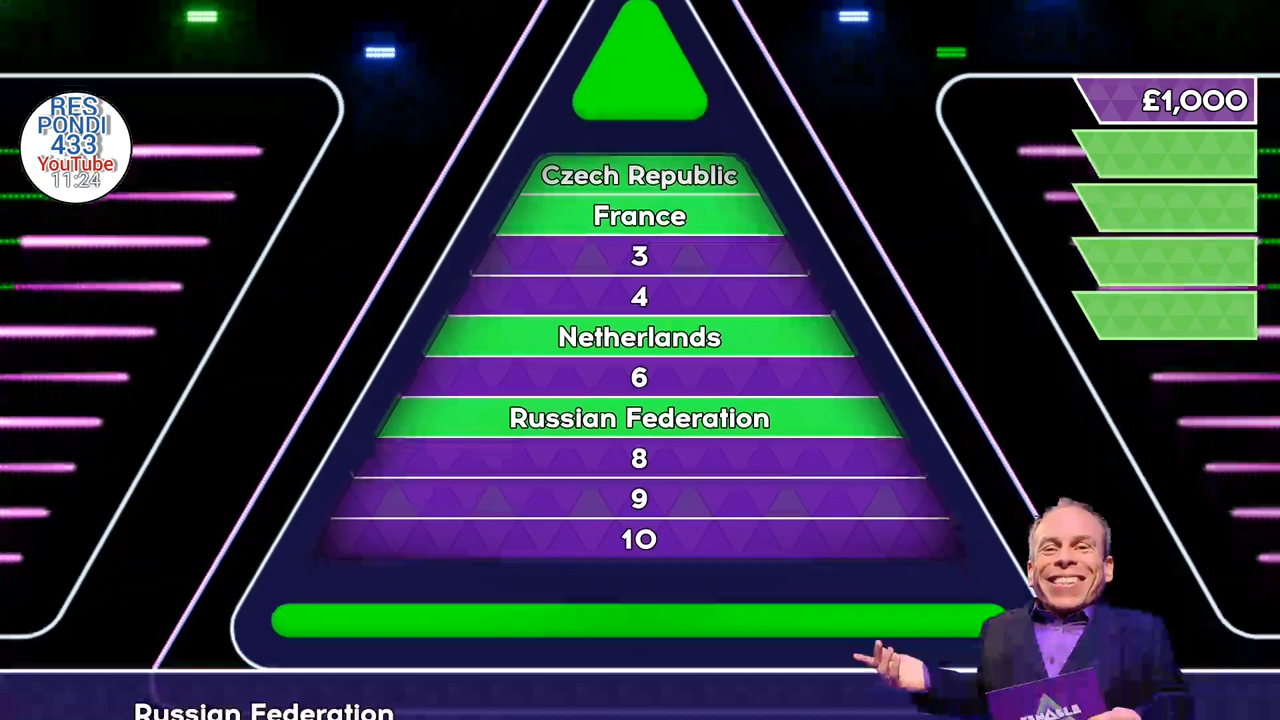 RES
PONDI
433
YouTube
11:24
£1,000
Czech Republic
France
3
4
Netherlands
6
Russian Federation
8
9
10
Russian Federation